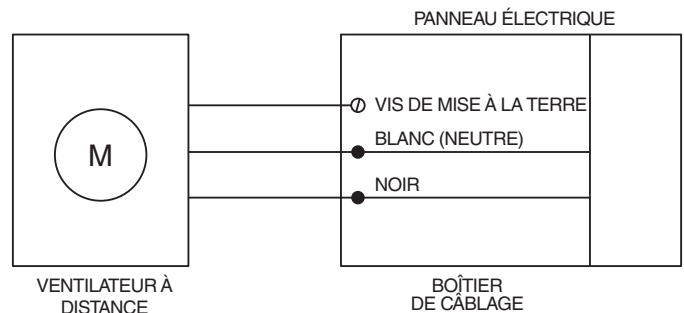 PANNEAU ÉLECTRIQUE
VIS DE MISE À LA TERRE
BLANC (NEUTRE)
M
NOIR
VENTILATEUR À
DISTANCE
BOÎTIER
DE CÂBLAGE